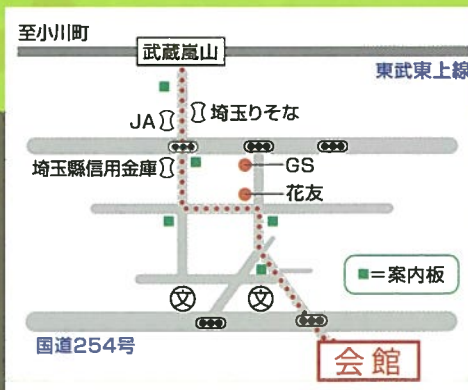 至小川町
武蔵嵐山
東武東上線
JA
埼玉りそな
埼玉縣信用金庫
GS
花友
■=案内板
文
文
国道254号
会館